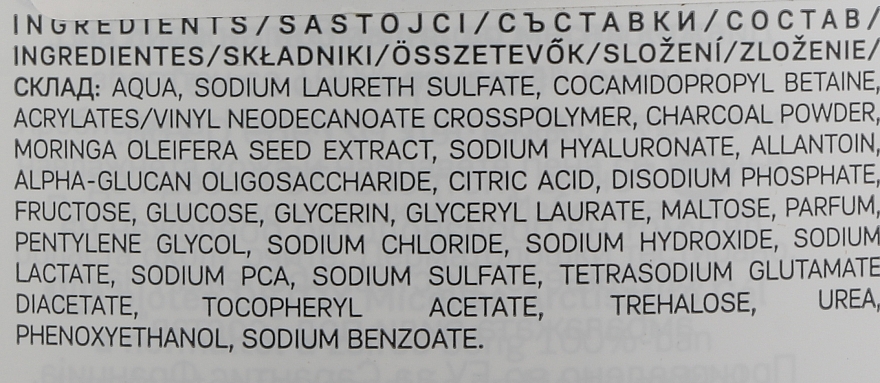 INGREDIENTS/SASTOJCI/СЪСТАВКИ/СОСТАВ/
INGREDIENTES/SKŁADNIKI/ÖSSZETEVŐK/SLOŽENÍ/ZLOŽENIE/
СКЛАД: AQUA, SODIUM LAURETH SULFATE, COCAMIDOPROPYL BETAINE,
ACRYLATES/VINYL NEODECANOATE CROSSPOLYMER, CHARCOAL POWDER,
MORINGA OLEIFERA SEED EXTRACT, SODIUM HYALURONATE, ALLANTOIN,
ALPHA-GLUCAN OLIGOSACCHARIDE, CITRIC ACID, DISODIUM PHOSPHATE,
FRUCTOSE, GLUCOSE, GLYCERIN, GLYCERYL LAURATE, MALTOSE, PARFUM,
PENTYLENE GLYCOL, SODIUM CHLORIDE, SODIUM HYDROXIDE, SODIUM
LACTATE, SODIUM PCA, SODIUM SULFATE, TETRASODIUM GLUTAMATE
DIACETATE, TOCOPHERYL ACETATE, TREHALOSE, UREA,
PHENOXYETHANOL, SODIUM BENZOATE.